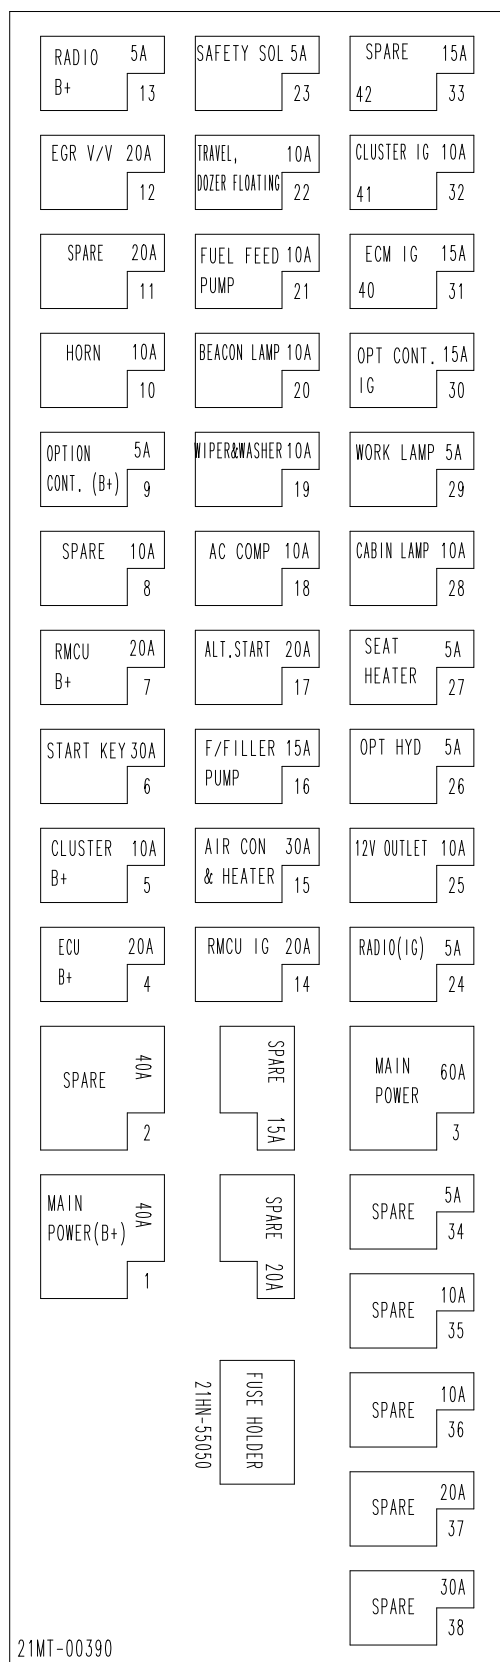 RADIO 5A
B+ 13
EGR V/V 20A
12
SPARE 20A
11
HORN 10A
10
OPTION 5A
CONT. (B+) 9
SPARE 10A
8
RMCU 20A
B+ 7
START KEY 30A
6
CLUSTER 10A
B+ 5
ECU 20A
B+ 4
SPARE 40A
2
MAIN 40A
POWER(B+)
1
SAFETY SOL 5A
23
TRAVEL, 10A
DOZER FLOATING 22
FUEL FEED 10A
PUMP 21
BEACON LAMP 10A
20
WIPER&WASHER 10A
19
AC COMP 10A
18
ALT.START 20A
17
F/FILLER 15A
PUMP 16
AIR CON 30A
& HEATER 15
RMCU IG 20A
14
SPARE 15A
SPARE 20A
FUSE HOLDER
21HN-55050
SPARE 15A
42 33
CLUSTER IG 10A
41 32
ECM IG 15A
40 31
OPT CONT. 15A
IG 30
WORK LAMP 5A
29
CABIN LAMP 10A
28
SEAT 5A
HEATER 27
OPT HYD 5A
26
12V OUTLET 10A
25
RADIO(IG) 5A
24
MAIN 60A
POWER
3
SPARE 5A
34
SPARE 10A
35
SPARE 10A
36
SPARE 20A
37
SPARE 30A
38
21MT-00390